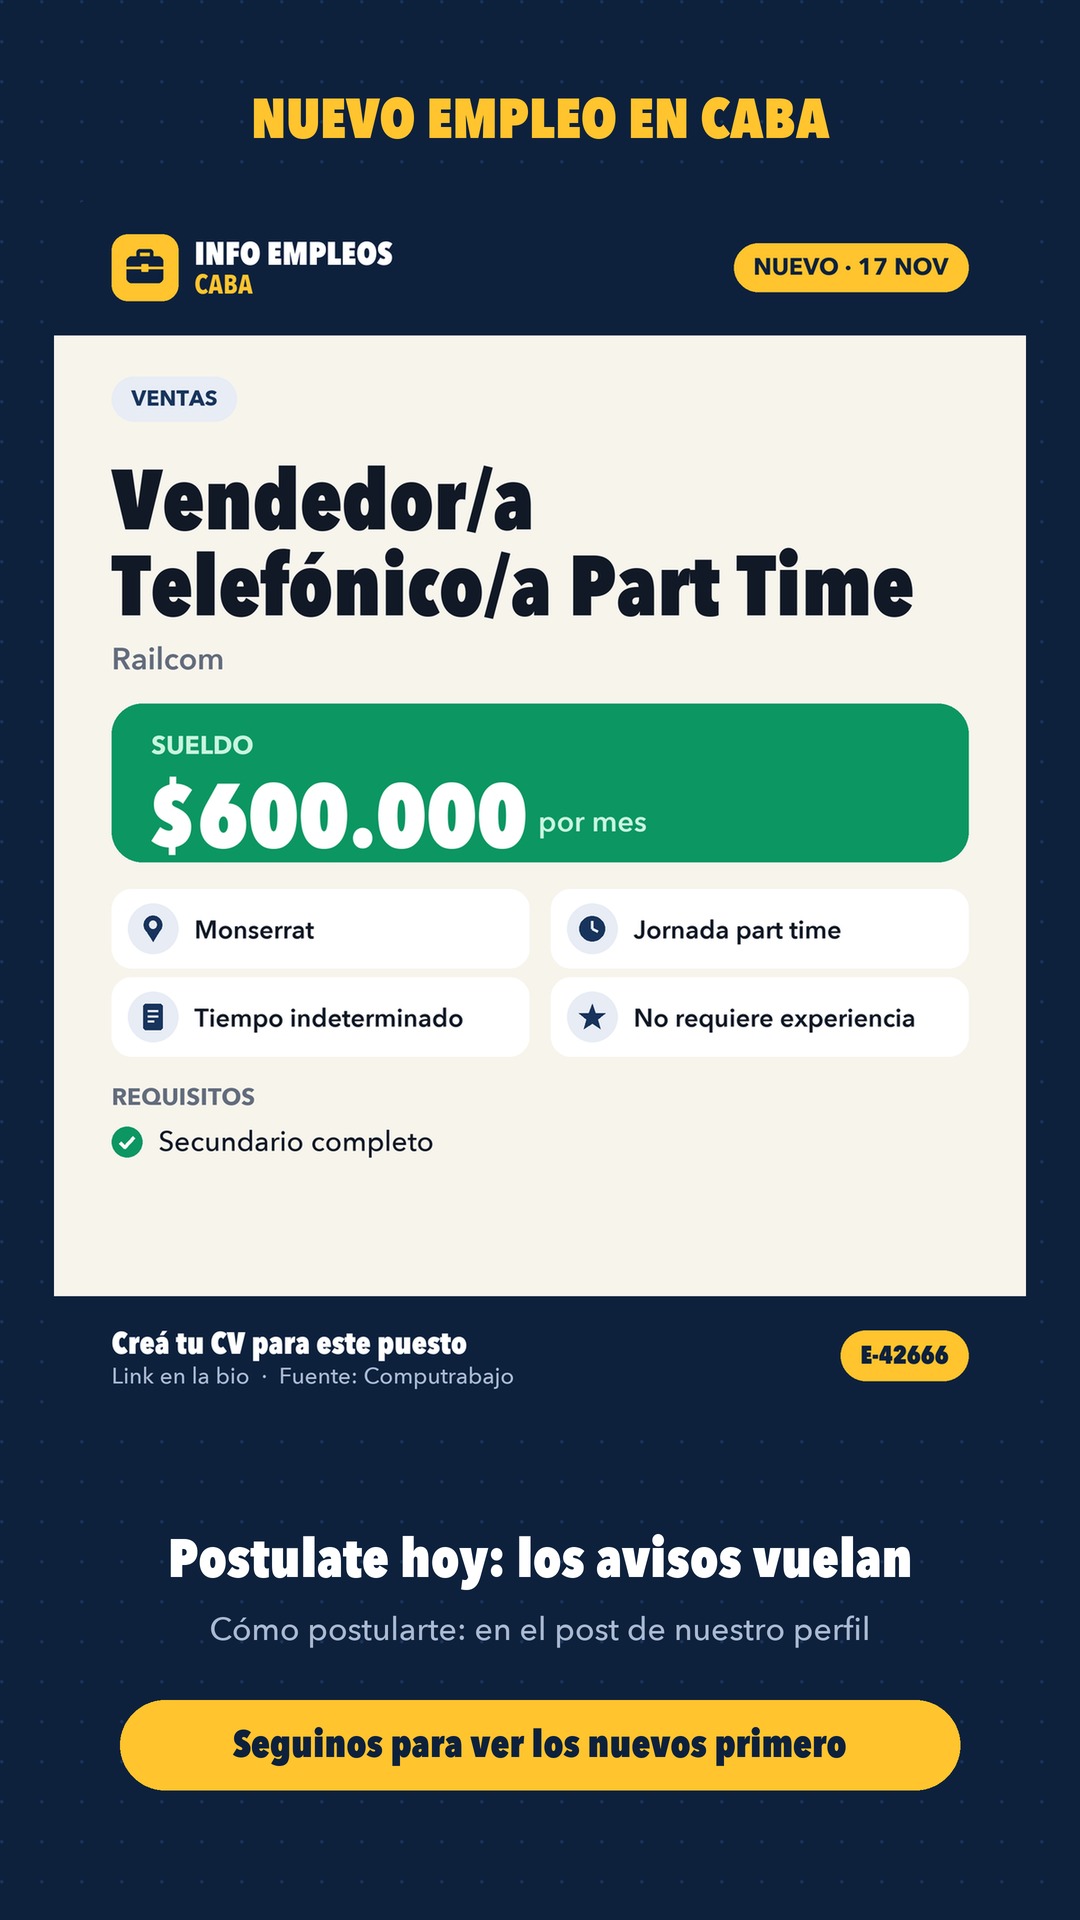 NUEVO EMPLEO EN CABA
INFO EMPLEOS
CABA
NUEVO · 17 NOV
VENTAS
Vendedor/a
Telefónico/a Part Time
Railcom
SUELDO
$600.000 por mes
Monserrat
Jornada part time
Tiempo indeterminado
No requiere experiencia
REQUISITOS
Secundario completo
Creá tu CV para este puesto
Link en la bio · Fuente: Computrabajo
E-42666
Postulate hoy: los avisos vuelan
Cómo postularte: en el post de nuestro perfil
Seguinos para ver los nuevos primero